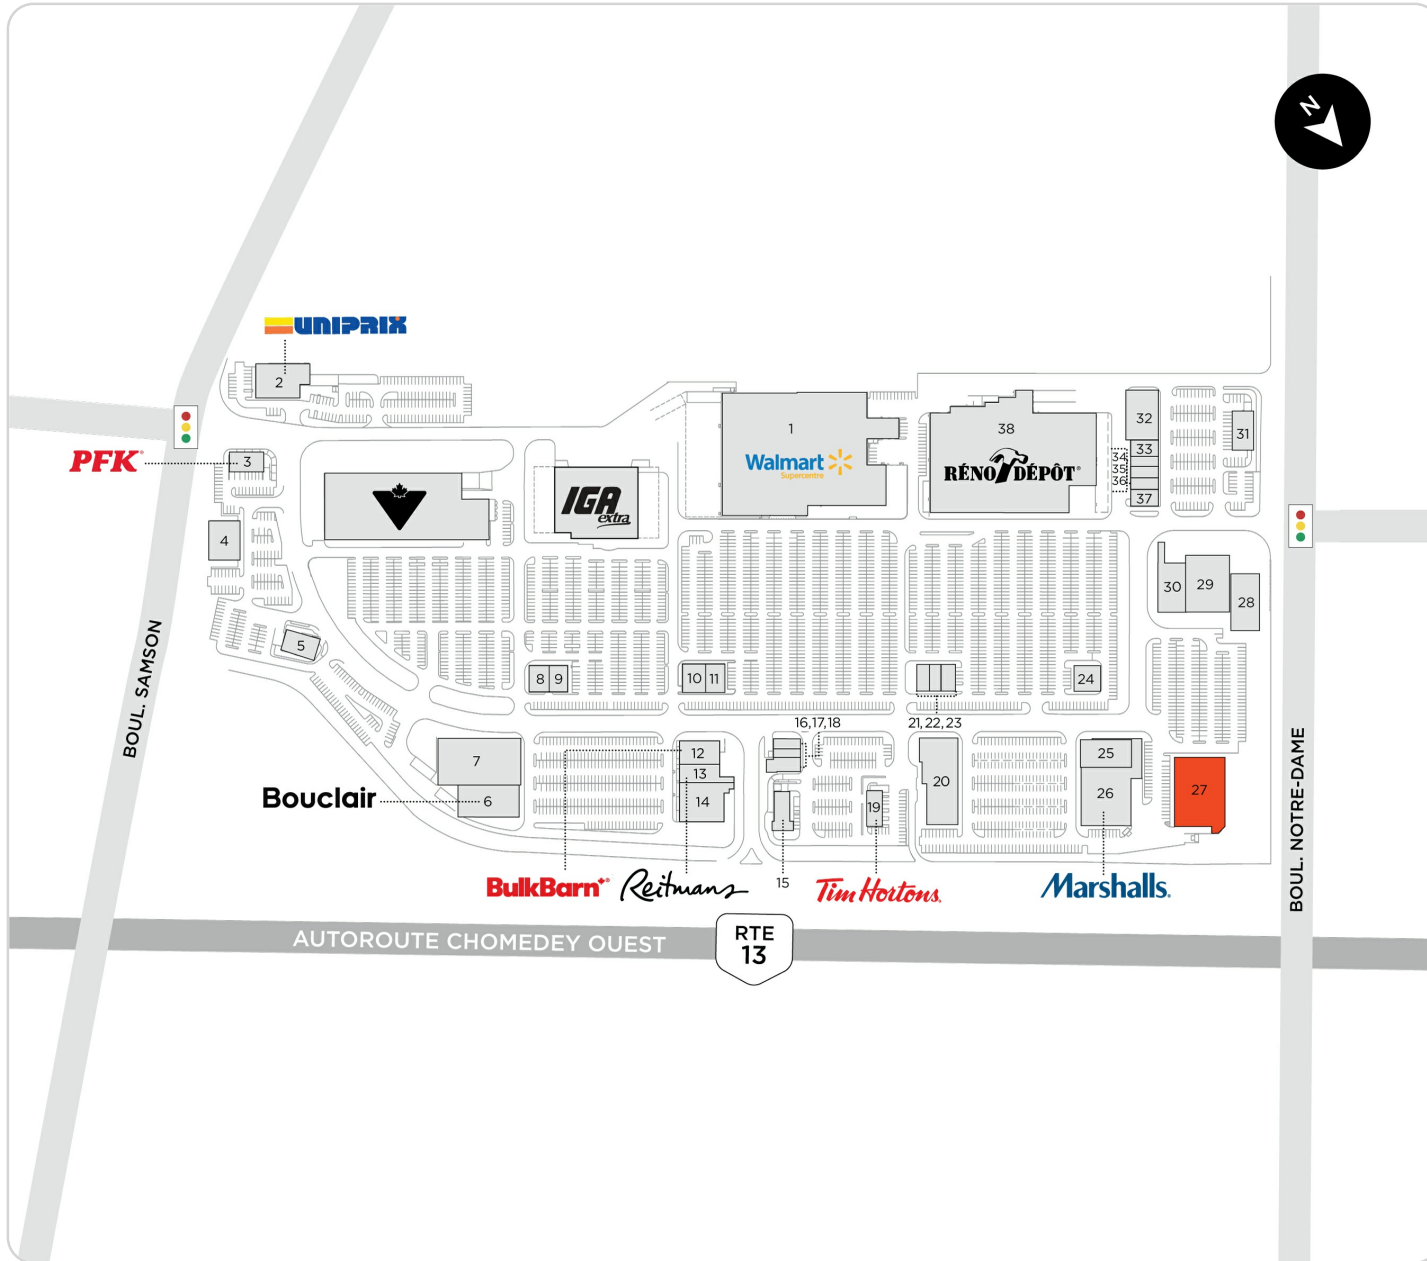 N
UNIPRIX
2
1
Walmart
Supercentre
38
RÉNO DÉPÔT
32
33
34
35
36
37
31
PFK
3
IGA
extra
4
5
30
29
28
8
9
10
11
24
16,17,18
21, 22, 23
BOUL. SAMSON
7
6
Bouclair
12
13
14
15
19
20
25
26
27
BOUL. NOTRE-DAME
BulkBarn
Reitmans
Tim Hortons
Marshalls
AUTOROUTE CHOMEDEY OUEST
RTE
13